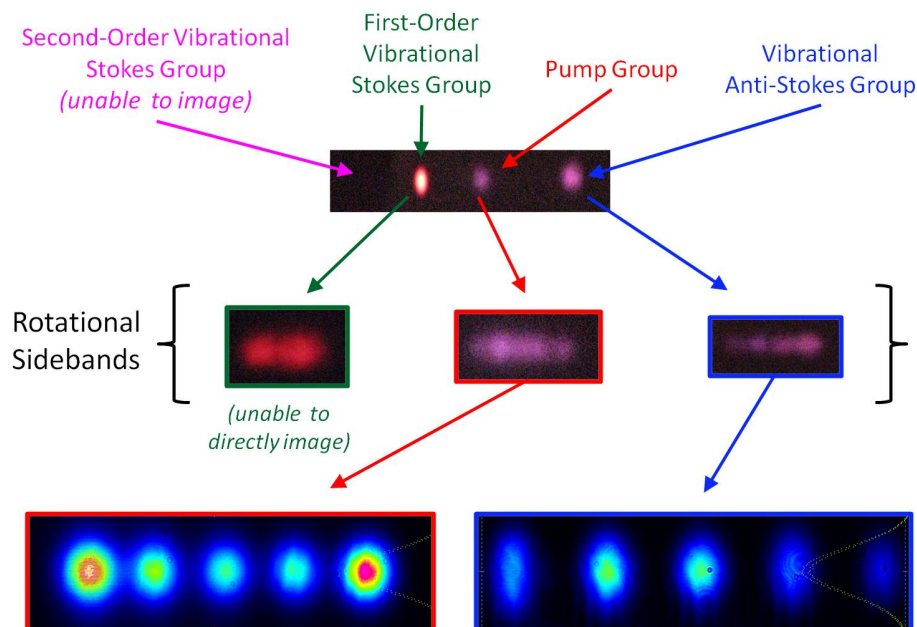 Second-Order Vibrational
Stokes Group
(unable to image)
First-Order
Vibrational
Stokes Group
Pump Group
Vibrational
Anti-Stokes Group
Rotational
Sidebands
(unable to
directly image)